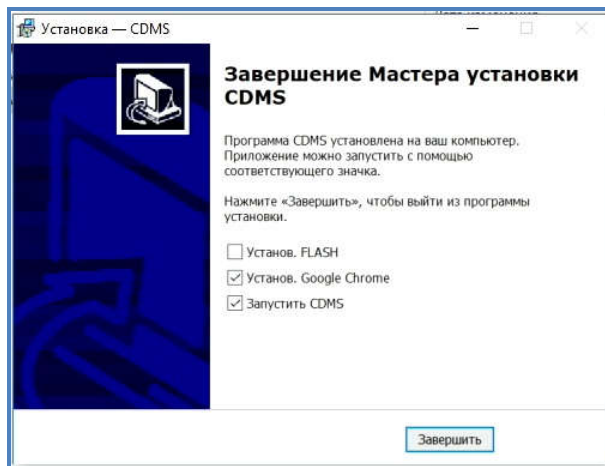 Установка — CDMS
Завершение Мастера установки
CDMS
Программа CDMS установлена на ваш компьютер.
Приложение можно запустить с помощью
соответствующего значка.
Нажмите «Завершить», чтобы выйти из программы
установки.
Установ. FLASH
Установ. Google Chrome
Запустить CDMS
Завершить